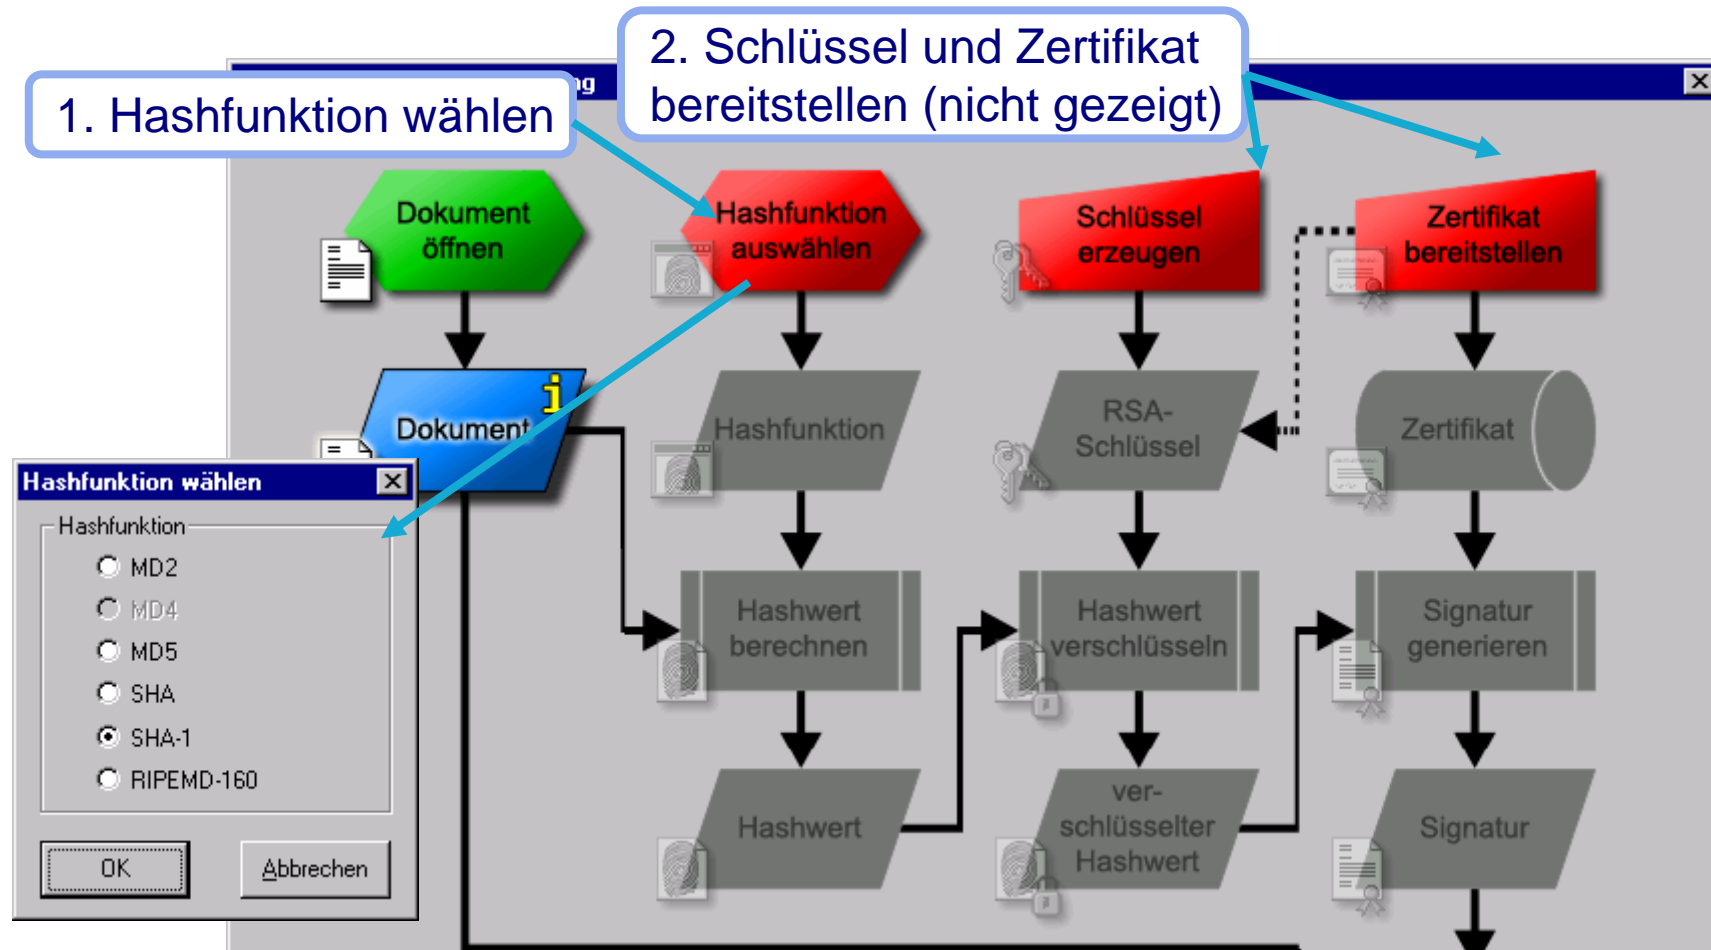 2. Schlüssel und Zertifikat
bereitstellen (nicht gezeigt)
1. Hashfunktion wählen
ng
Dokument
öffnen
Hashfunktion
auswählen
Schlüssel
erzeugen
Zertifikat
bereitstellen
Dokument
i
Hashfunktion
RSA-
Schlüssel
Zertifikat
Hashwert
berechnen
Hashwert
verschlüsseln
Signatur
generieren
Hashwert
ver-
schlüsselter
Hashwert
Signatur
Hashfunktion wählen
Hashfunktion
MD2
MD4
MD5
SHA
SHA-1
RIPEMD-160
OK
Abbrechen